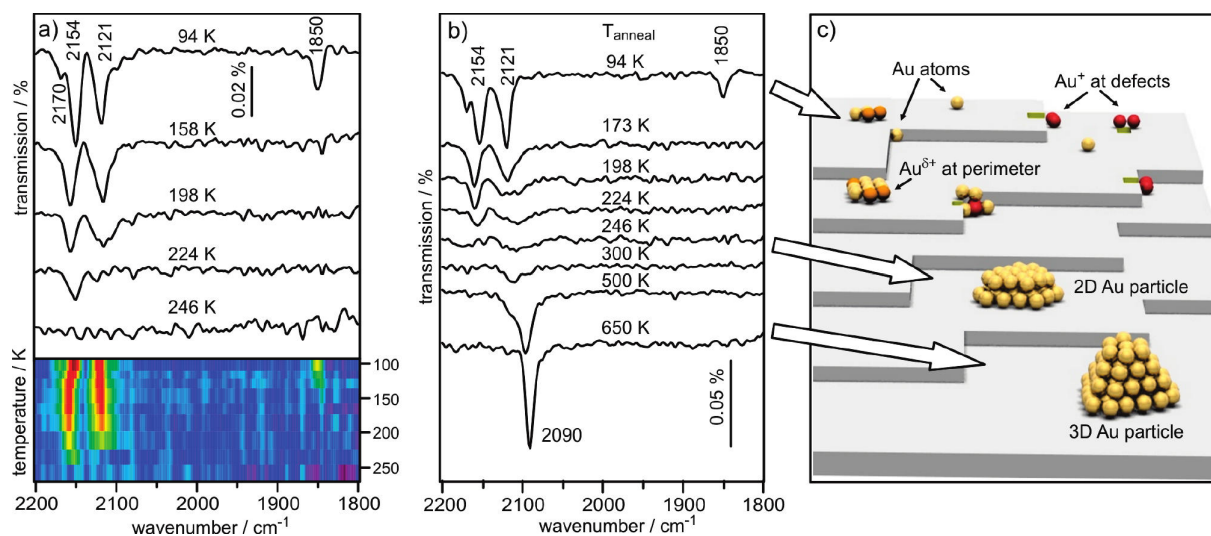 a)
2154
2121
2170
94 K
1850
0.02 %
158 K
198 K
224 K
246 K
transmission / %
temperature / K
100
150
200
250
2200
2100
2000
1900
1800
wavenumber / cm⁻¹
b)
Tanneal
2154
2121
94 K
1850
173 K
198 K
224 K
246 K
300 K
500 K
650 K
2090
0.05 %
transmission / %
2200
2100
2000
1900
1800
wavenumber / cm⁻¹
c)
Au atoms
Au⁺ at defects
Auᵟ⁺ at perimeter
2D Au particle
3D Au particle